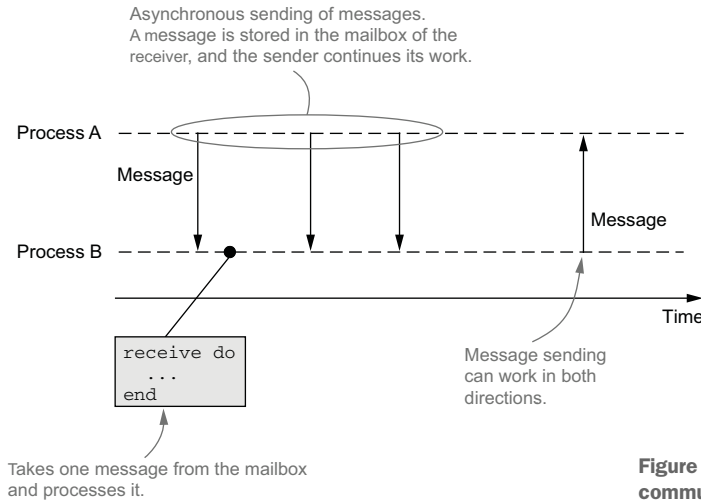 Asynchronous sending of messages.
A message is stored in the mailbox of the
receiver, and the sender continues its work.
Process A
Message
Message
Process B
Time
receive do
...
end
Message sending
can work in both
directions.
Takes one message from the mailbox
and processes it.
Figure
commu